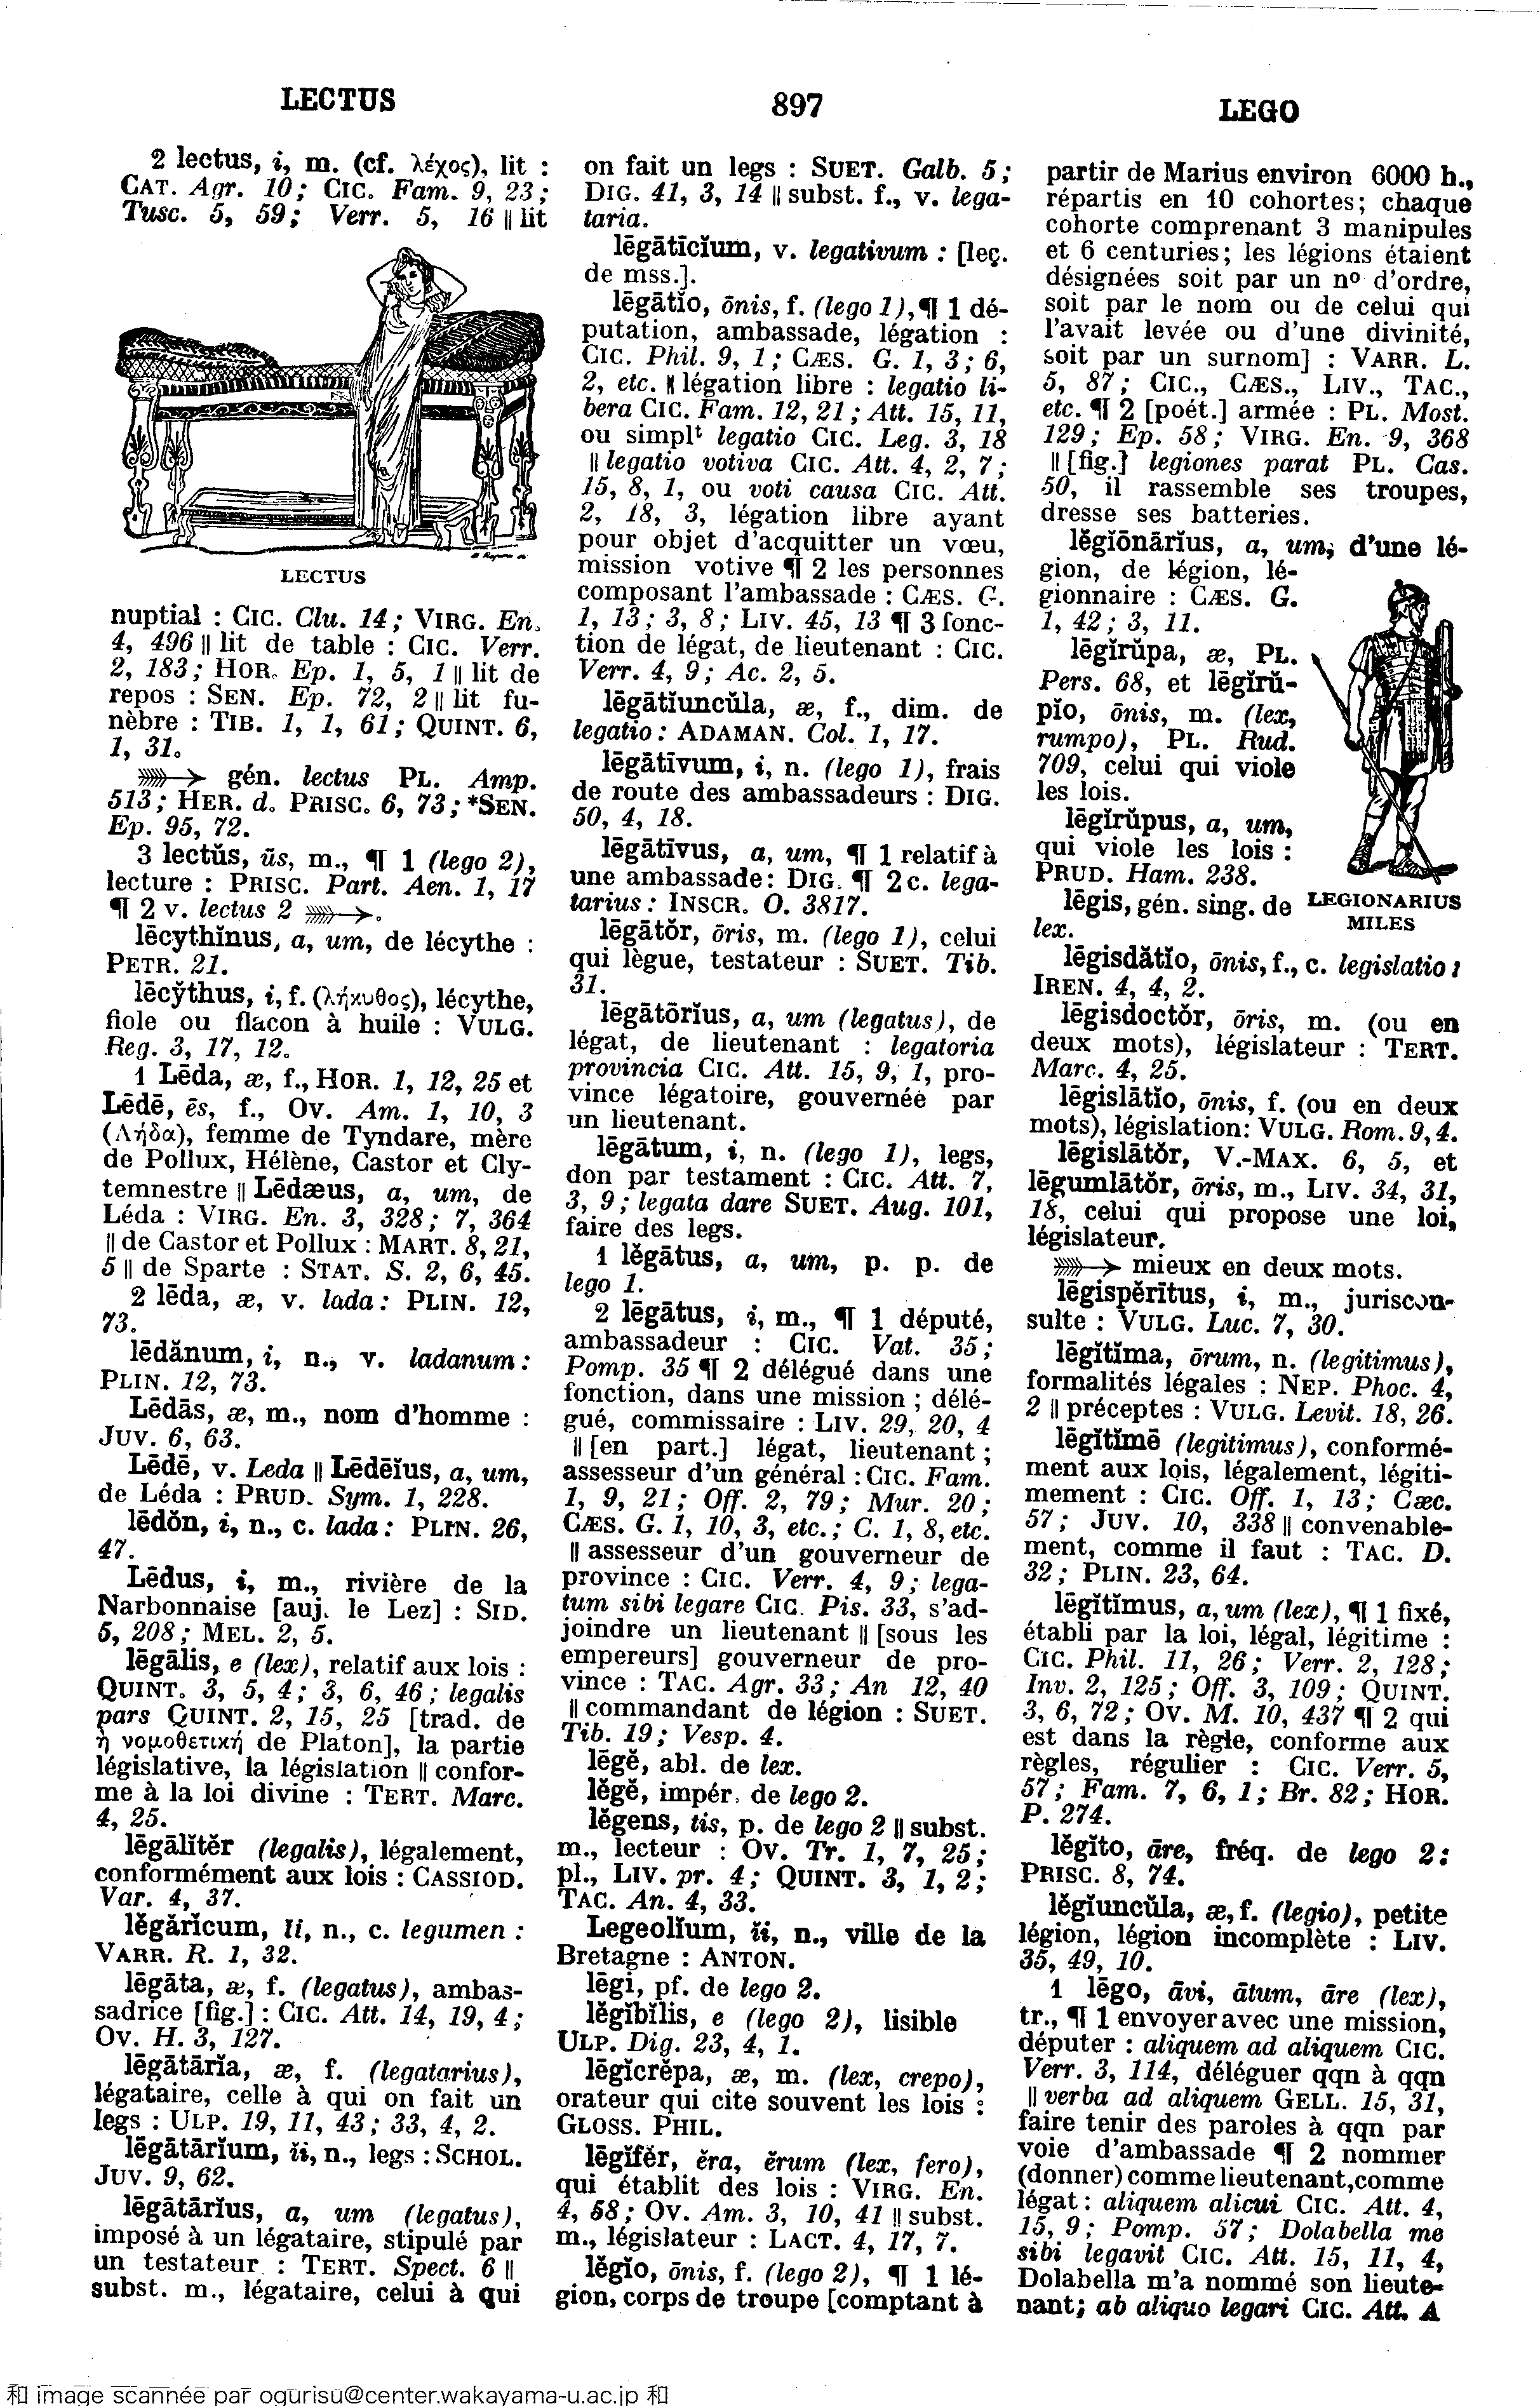 LECTUS
897
LEGO
2 lectus, i, m. (cf. λέχος), lit :
CAT. Agr. 10; CIC. Fam. 9, 23;
Tusc. 5, 59; Verr. 5, 16 || lit
LECTUS
nuptial : CIC. Clu. 14; VIRG. En.
4, 496 || lit de table : CIC. Verr.
2, 183; HOR. Ep. 1, 5, 1 || lit de
repos : SEN. Ep. 72, 2 || lit fu-
nèbre : TIB. 1, 1, 61; QUINT. 6,
1, 31.
⟶ gén. lectus PL. Amp.
513; HER. d. PRISC. 6, 73; *SEN.
Ep. 95, 72.
3 lectŭs, ūs, m., ¶ 1 (lego 2),
lecture : PRISC. Part. Aen. 1, 17
¶ 2 v. lectus 2 ⟶.
lēcythĭnus, a, um, de lécythe :
PETR. 21.
lēcўthus, i, f. (λήκυθος), lécythe,
fiole ou flacon à huile : VULG.
Reg. 3, 17, 12.
1 Lēda, æ, f., HOR. 1, 12, 25 et
Lēdē, ēs, f., OV. Am. 1, 10, 3
(Λήδα), femme de Tyndare, mère
de Pollux, Hélène, Castor et Cly-
temnestre || Lēdæus, a, um, de
Léda : VIRG. En. 3, 328; 7, 364
|| de Castor et Pollux : MART. 8, 21,
5 || de Sparte : STAT. S. 2, 6, 45.
2 lēda, æ, v. lada : PLIN. 12,
73.
lēdănum, i, n., v. ladanum :
PLIN. 12, 73.
Lēdās, æ, m., nom d'homme :
JUV. 6, 63.
Lēdē, v. Leda || Lēdēĭus, a, um,
de Léda : PRUD. Sym. 1, 228.
lēdŏn, i, n., c. lada : PLIN. 26,
47.
Lēdus, i, m., rivière de la
Narbonnaise [auj. le Lez] : SID.
5, 208; MEL. 2, 5.
lēgālis, e (lex), relatif aux lois :
QUINT. 3, 5, 4; 3, 6, 46; legalis
pars QUINT. 2, 15, 25 [trad. de
ἡ νομοθετική de Platon], la partie
législative, la législation || confor-
me à la loi divine : TERT. Marc.
4, 25.
lēgālĭtĕr (legalis), légalement,
conformément aux lois : CASSIOD.
Var. 4, 37.
lĕgărĭcum, ĭi, n., c. legumen :
VARR. R. 1, 32.
lēgāta, æ, f. (legatus), ambas-
sadrice [fig.] : CIC. Att. 14, 19, 4;
OV. H. 3, 127.
lēgātārĭa, æ, f. (legatarius),
légataire, celle à qui on fait un
legs : ULP. 19, 11, 43; 33, 4, 2.
lēgātārĭum, ĭi, n., legs : SCHOL.
JUV. 9, 62.
lēgātārĭus, a, um (legatus),
imposé à un légataire, stipulé par
un testateur : TERT. Spect. 6 ||
subst. m., légataire, celui à qui
on fait un legs : SUET. Galb. 5;
DIG. 41, 3, 14 || subst. f., v. lega-
taria.
lēgātĭcĭum, v. legativum : [leç.
de mss.].
lēgātĭo, ōnis, f. (lego 1), ¶ 1 dé-
putation, ambassade, légation :
CIC. Phil. 9, 1; CÆS. G. 1, 3; 6,
2, etc. || légation libre : legatio li-
bera CIC. Fam. 12, 21; Att. 15, 11,
ou simplt legatio CIC. Leg. 3, 18
|| legatio votiva CIC. Att. 4, 2, 7;
15, 8, 1, ou voti causa CIC. Att.
2, 18, 3, légation libre ayant
pour objet d'acquitter un vœu,
mission votive ¶ 2 les personnes
composant l'ambassade : CÆS. G.
1, 13; 3, 8; LIV. 45, 13 ¶ 3 fonc-
tion de légat, de lieutenant : CIC.
Verr. 4, 9; Ac. 2, 5.
lēgātĭuncŭla, æ, f., dim. de
legatio : ADAMAN. Col. 1, 17.
lēgātīvum, i, n. (lego 1), frais
de route des ambassadeurs : DIG.
50, 4, 18.
lēgātīvus, a, um, ¶ 1 relatif à
une ambassade : DIG. ¶ 2 c. lega-
tarius : INSCR. O. 3817.
lēgātŏr, ōris, m. (lego 1), celui
qui lègue, testateur : SUET. Tib.
31.
lēgātōrĭus, a, um (legatus), de
légat, de lieutenant : legatoria
provincia CIC. Att. 15, 9, 1, pro-
vince légatoire, gouvernée par
un lieutenant.
lēgātum, i, n. (lego 1), legs,
don par testament : CIC. Att. 7,
3, 9; legata dare SUET. Aug. 101,
faire des legs.
1 lĕgātus, a, um, p. p. de
lego 1.
2 lēgātus, i, m., ¶ 1 député,
ambassadeur : CIC. Vat. 35;
Pomp. 35 ¶ 2 délégué dans une
fonction, dans une mission; délé-
gué, commissaire : LIV. 29, 20, 4
|| [en part.] légat, lieutenant;
assesseur d'un général : CIC. Fam.
1, 9, 21; Off. 2, 79; Mur. 20;
CÆS. G. 1, 10, 3, etc.; C. 1, 8, etc.
|| assesseur d'un gouverneur de
province : CIC. Verr. 4, 9; lega-
tum sibi legare CIC. Pis. 33, s'ad-
joindre un lieutenant || [sous les
empereurs] gouverneur de pro-
vince : TAC. Agr. 33; An 12, 40
|| commandant de légion : SUET.
Tib. 19; Vesp. 4.
lēgĕ, abl. de lex.
lĕgĕ, impér. de lego 2.
lĕgens, tis, p. de lego 2 || subst.
m., lecteur : OV. Tr. 1, 7, 25;
pl., LIV. pr. 4; QUINT. 3, 1, 2;
TAC. An. 4, 33.
Legeolĭum, ĭi, n., ville de la
Bretagne : ANTON.
lēgi, pf. de lego 2.
lĕgĭbĭlis, e (lego 2), lisible
ULP. Dig. 23, 4, 1.
lēgĭcrĕpa, æ, m. (lex, crepo),
orateur qui cite souvent les lois :
GLOSS. PHIL.
lēgĭfĕr, ĕra, ĕrum (lex, fero),
qui établit des lois : VIRG. En.
4, 58; OV. Am. 3, 10, 41 || subst.
m., législateur : LACT. 4, 17, 7.
lĕgĭo, ōnis, f. (lego 2), ¶ 1 lé-
gion, corps de troupe [comptant à
partir de Marius environ 6000 h.,
répartis en 10 cohortes; chaque
cohorte comprenant 3 manipules
et 6 centuries; les légions étaient
désignées soit par un nº d'ordre,
soit par le nom ou de celui qui
l'avait levée ou d'une divinité,
soit par un surnom] : VARR. L.
5, 87; CIC., CÆS., LIV., TAC.,
etc. ¶ 2 [poét.] armée : PL. Most.
129; Ep. 58; VIRG. En. 9, 368
|| [fig.] legiones parat PL. Cas.
50, il rassemble ses troupes,
dresse ses batteries.
lĕgĭōnārĭus, a, um, d'une lé-
gion, de légion, lé-
gionnaire : CÆS. G.
1, 42; 3, 11.
lēgĭrŭpa, æ, PL.
Pers. 68, et lēgĭrŭ-
pĭo, ōnis, m. (lex,
rumpo), PL. Rud.
709, celui qui viole
les lois.
lēgĭrŭpus, a, um,
qui viole les lois :
PRUD. Ham. 238.
LEGIONARIUS
MILES
lēgis, gén. sing. de
lex.
lēgisdătĭo, ōnis, f., c. legislatio :
IREN. 4, 4, 2.
lēgisdoctŏr, ōris, m. (ou en
deux mots), législateur : TERT.
Marc. 4, 25.
lēgislātĭo, ōnis, f. (ou en deux
mots), législation : VULG. Rom. 9, 4.
lēgislātŏr, V.-MAX. 6, 5, et
lēgumlātŏr, ōris, m., LIV. 34, 31,
18, celui qui propose une loi,
législateur.
⟶ mieux en deux mots.
lēgispĕrītus, i, m., juriscon-
sulte : VULG. Luc. 7, 30.
lēgĭtĭma, ōrum, n. (legitimus),
formalités légales : NEP. Phoc. 4,
2 || préceptes : VULG. Levit. 18, 26.
lēgĭtĭmē (legitimus), conformé-
ment aux lois, légalement, légiti-
mement : CIC. Off. 1, 13; Cæc.
57; JUV. 10, 338 || convenable-
ment, comme il faut : TAC. D.
32; PLIN. 23, 64.
lēgĭtĭmus, a, um (lex), ¶ 1 fixé,
établi par la loi, légal, légitime :
CIC. Phil. 11, 26; Verr. 2, 128;
Inv. 2, 125; Off. 3, 109; QUINT.
3, 6, 72; OV. M. 10, 437 ¶ 2 qui
est dans la règle, conforme aux
règles, régulier : CIC. Verr. 5,
57; Fam. 7, 6, 1; Br. 82; HOR.
P. 274.
lĕgĭto, āre, fréq. de lego 2 :
PRISC. 8, 74.
lĕgĭuncŭla, æ, f. (legio), petite
légion, légion incomplète : LIV.
35, 49, 10.
1 lēgo, āvi, ātum, āre (lex),
tr., ¶ 1 envoyer avec une mission,
députer : aliquem ad aliquem CIC.
Verr. 3, 114, déléguer qqn à qqn
|| verba ad aliquem GELL. 15, 31,
faire tenir des paroles à qqn par
voie d'ambassade ¶ 2 nommer
(donner) comme lieutenant, comme
légat : aliquem alicui CIC. Att. 4,
15, 9; Pomp. 57; Dolabella me
sibi legavit CIC. Att. 15, 11, 4,
Dolabella m'a nommé son lieute-
nant; ab aliquo legari CIC. Att. A
和 image scannée par ogurisu@center.wakayama-u.ac.jp 和